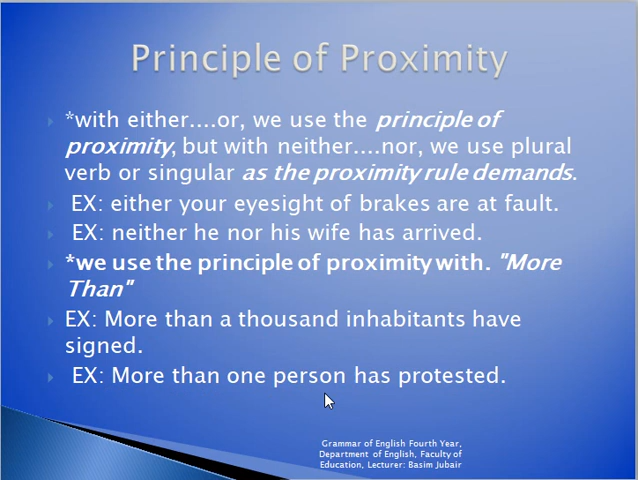 Principle of Proximity
*with either....or, we use the principle of
proximity, but with neither....nor, we use plural
verb or singular as the proximity rule demands.
EX: either your eyesight of brakes are at fault.
EX: neither he nor his wife has arrived.
*we use the principle of proximity with. "More
Than"
EX: More than a thousand inhabitants have
signed.
EX: More than one person has protested.
Grammar of English Fourth Year,
Department of English, Faculty of
Education, Lecturer: Basim Jubair